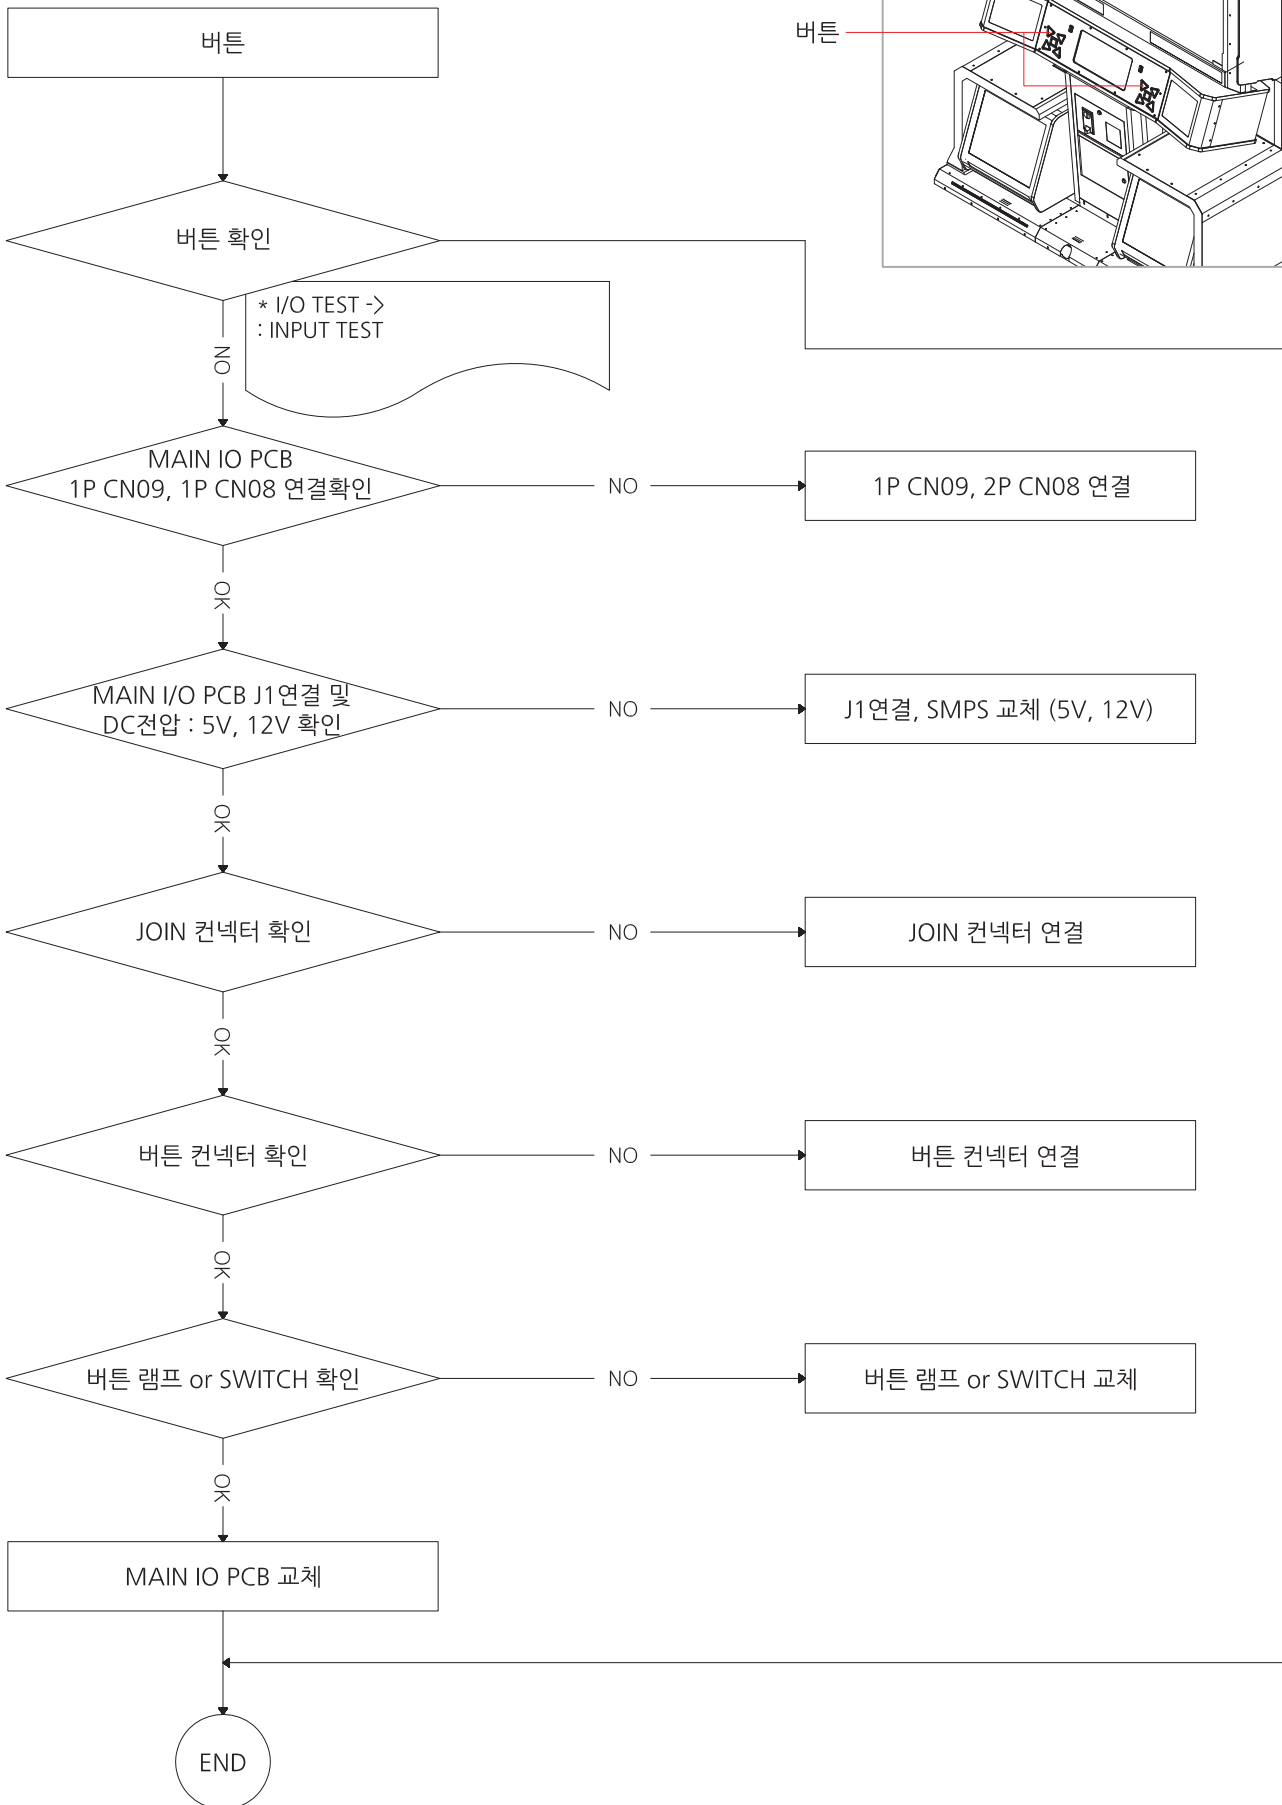 버튼
버튼
버튼 확인
* I/O TEST ->
: INPUT TEST
NO
MAIN IO PCB
1P CN09, 1P CN08 연결확인
NO
1P CN09, 2P CN08 연결
OK
MAIN I/O PCB J1연결 및
DC전압 : 5V, 12V 확인
NO
J1연결, SMPS 교체 (5V, 12V)
OK
JOIN 컨넥터 확인
NO
JOIN 컨넥터 연결
OK
버튼 컨넥터 확인
NO
버튼 컨넥터 연결
OK
버튼 램프 or SWITCH 확인
NO
버튼 램프 or SWITCH 교체
OK
MAIN IO PCB 교체
END